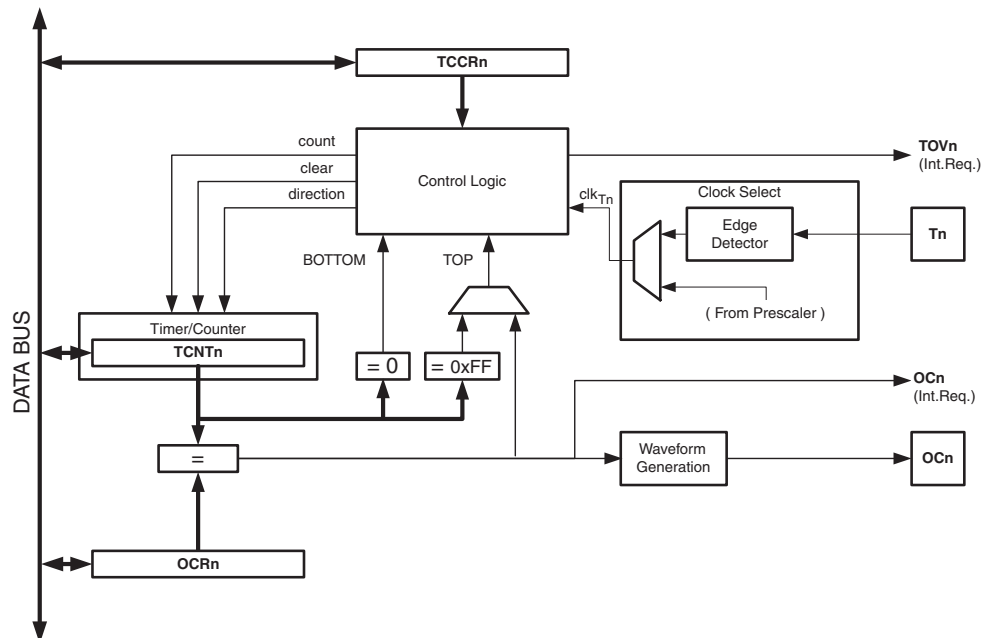 TCCRn
count
clear
direction
Control Logic
TOVn
(Int.Req.)
clkTn
Clock Select
Edge
Detector
Tn
( From Prescaler )
BOTTOM
TOP
Timer/Counter
TCNTn
= 0
= 0xFF
OCn
(Int.Req.)
=
Waveform
Generation
OCn
OCRn
DATA BUS